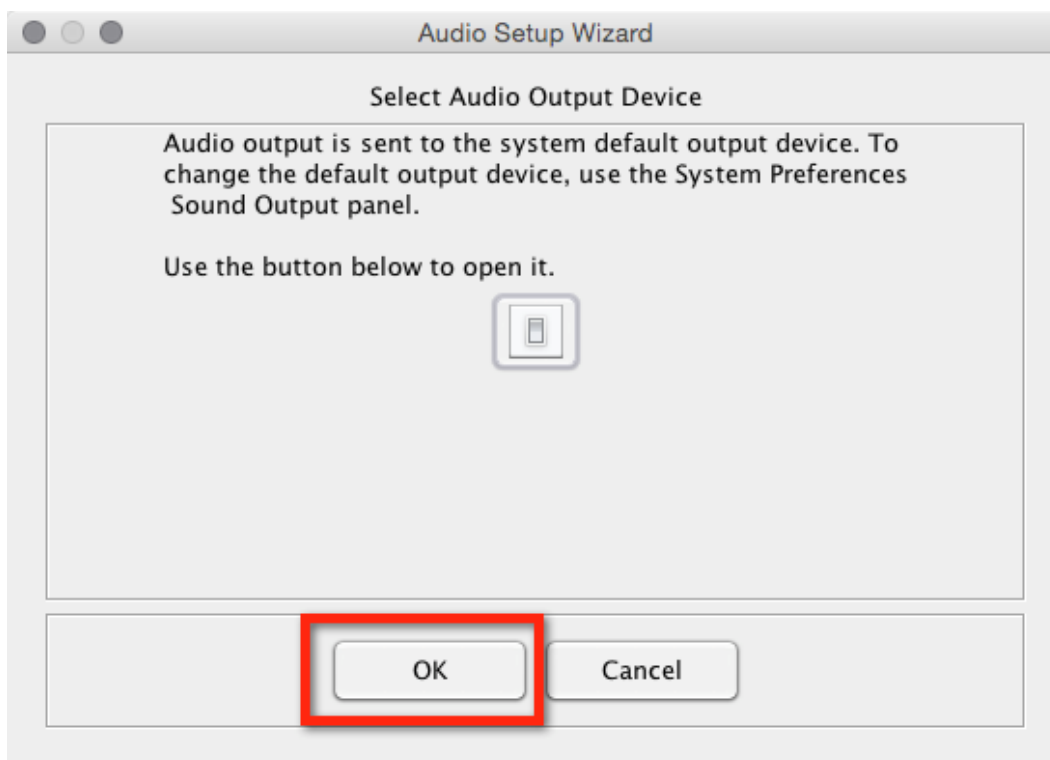 Audio Setup Wizard
Select Audio Output Device
Audio output is sent to the system default output device. To
change the default output device, use the System Preferences
Sound Output panel.
Use the button below to open it.
OK
Cancel